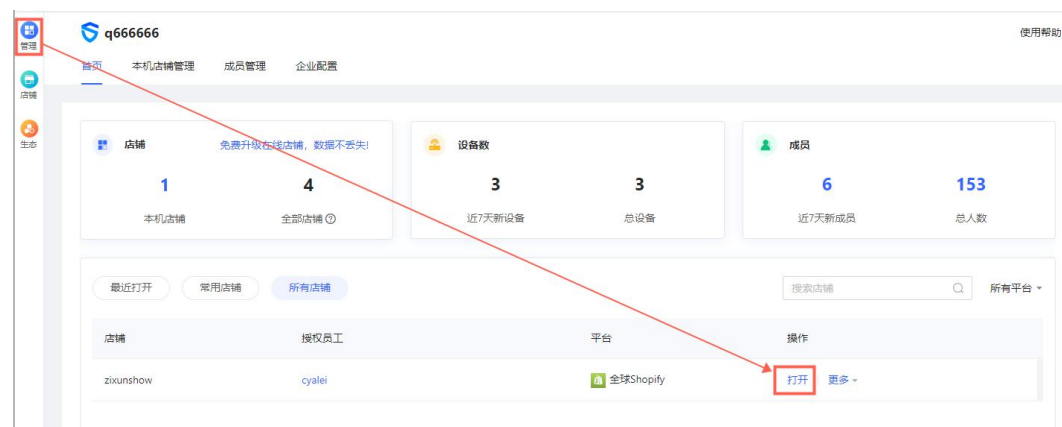 管理
店铺
生态
q666666
使用帮助
首页 本机店铺管理 成员管理 企业配置
店铺 免费升级在线店铺，数据不丢失!
1 4
本机店铺 全部店铺
设备数
3 3
近7天新设备 总设备
成员
6 153
近7天新成员 总人数
最近打开 常用店铺 所有店铺 搜索店铺 所有平台
店铺 授权员工 平台 操作
zixunshow cyalei 全球Shopify 打开 更多